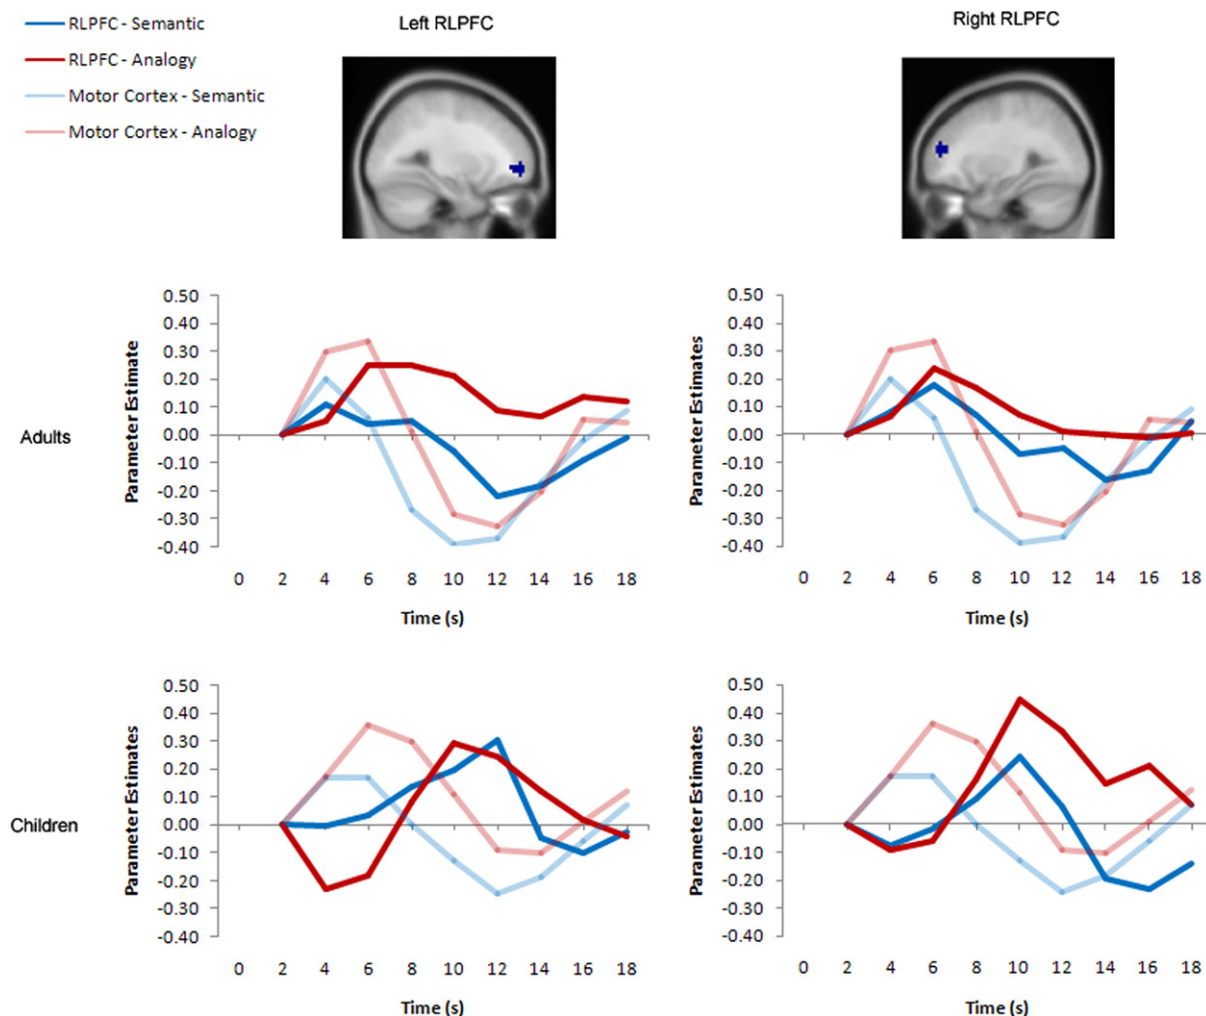 RLPFC - Semantic
RLPFC - Analogy
Motor Cortex - Semantic
Motor Cortex - Analogy
Left RLPFC
Right RLPFC
Adults
Parameter Estimate
0.50
0.40
0.30
0.20
0.10
0.00
-0.10
-0.20
-0.30
-0.40
0 2 4 6 8 10 12 14 16 18
Time (s)
Parameter Estimates
0.50
0.40
0.30
0.20
0.10
0.00
-0.10
-0.20
-0.30
-0.40
0 2 4 6 8 10 12 14 16 18
Time (s)
Children
Parameter Estimates
0.50
0.40
0.30
0.20
0.10
0.00
-0.10
-0.20
-0.30
-0.40
0 2 4 6 8 10 12 14 16 18
Time (s)
Parameter Estimates
0.50
0.40
0.30
0.20
0.10
0.00
-0.10
-0.20
-0.30
-0.40
0 2 4 6 8 10 12 14 16 18
Time (s)